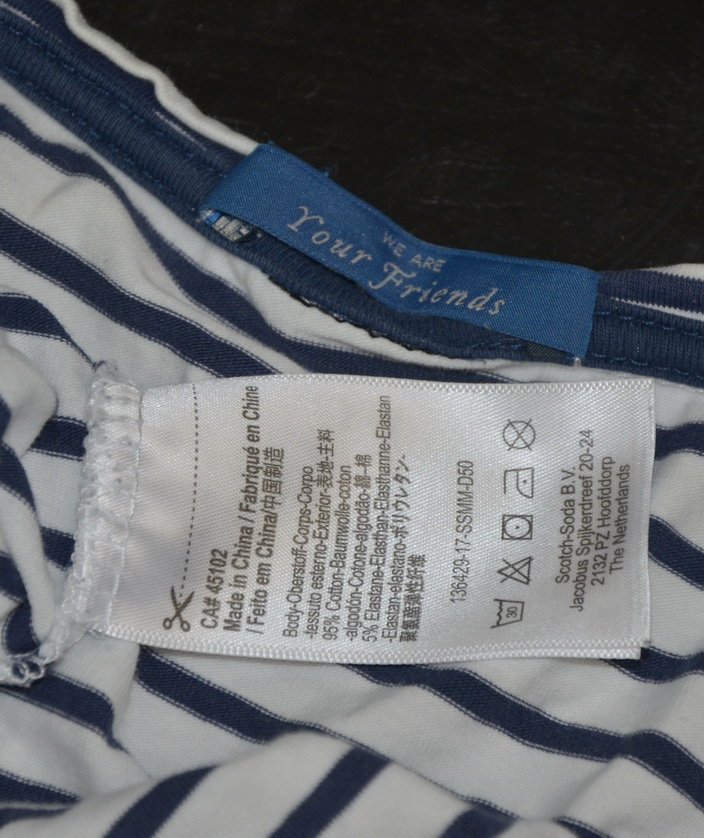 WE ARE
Your Friends
CA# 45102
Made in China / Fabriqué en Chine
/ Feito em China/中国制造
Body-Oberstoff-Corps-Corpo
-tessuto esterno-Exterior-表地-主料
95% Cotton-Baumwolle-coton
-algodón-Cotone-algodão-綿-棉
5% Elastane-Elasthan-Elasthanne-Elastan
-Elastan-elastano-ポリウレタン-
聚氨酯弹性纤维
136429-17-SSMM-D50
30
Scotch-Soda B.V.
Jacobus Spijkerdreef 20-24
2132 PZ Hoofddorp
The Netherlands